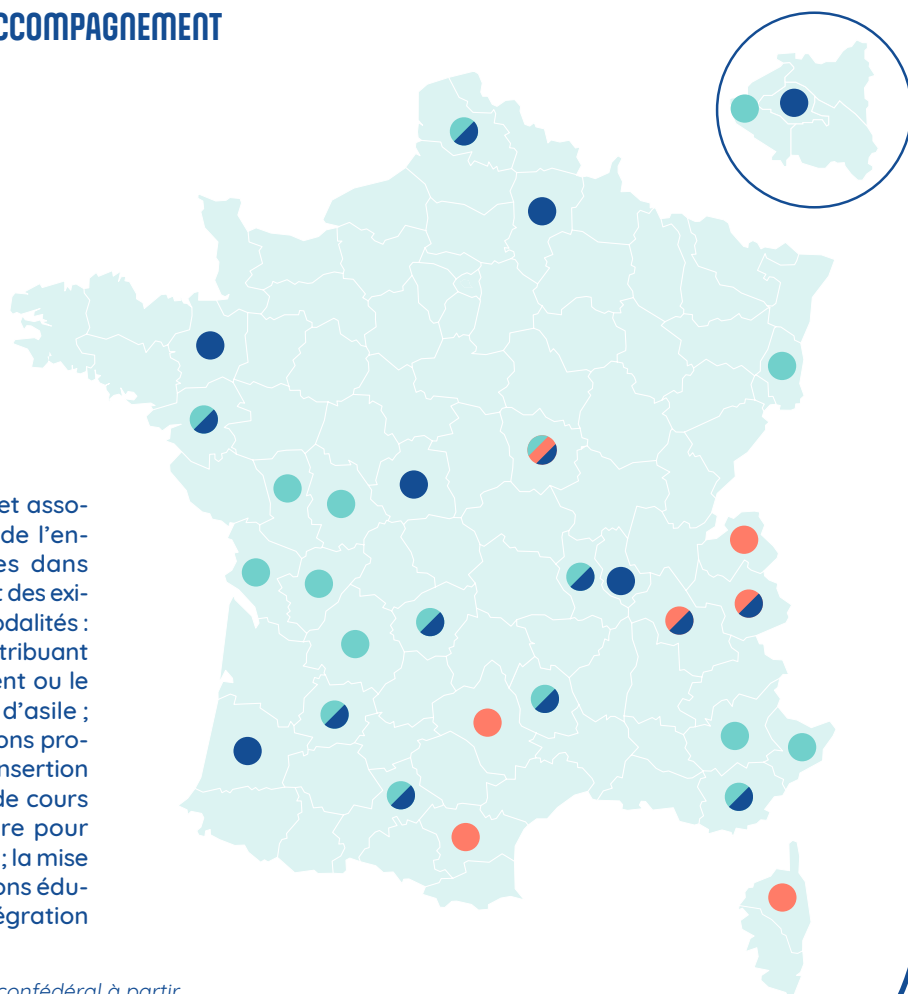 CCOMPAGNEMENT
et asso-
de l’en-
es dans
t des exi-
odalités :
tribuant
ent ou le
d’asile ;
ons pro-
nsertion
de cours
re pour
; la mise
ons édu-
égration
confédéral à partir